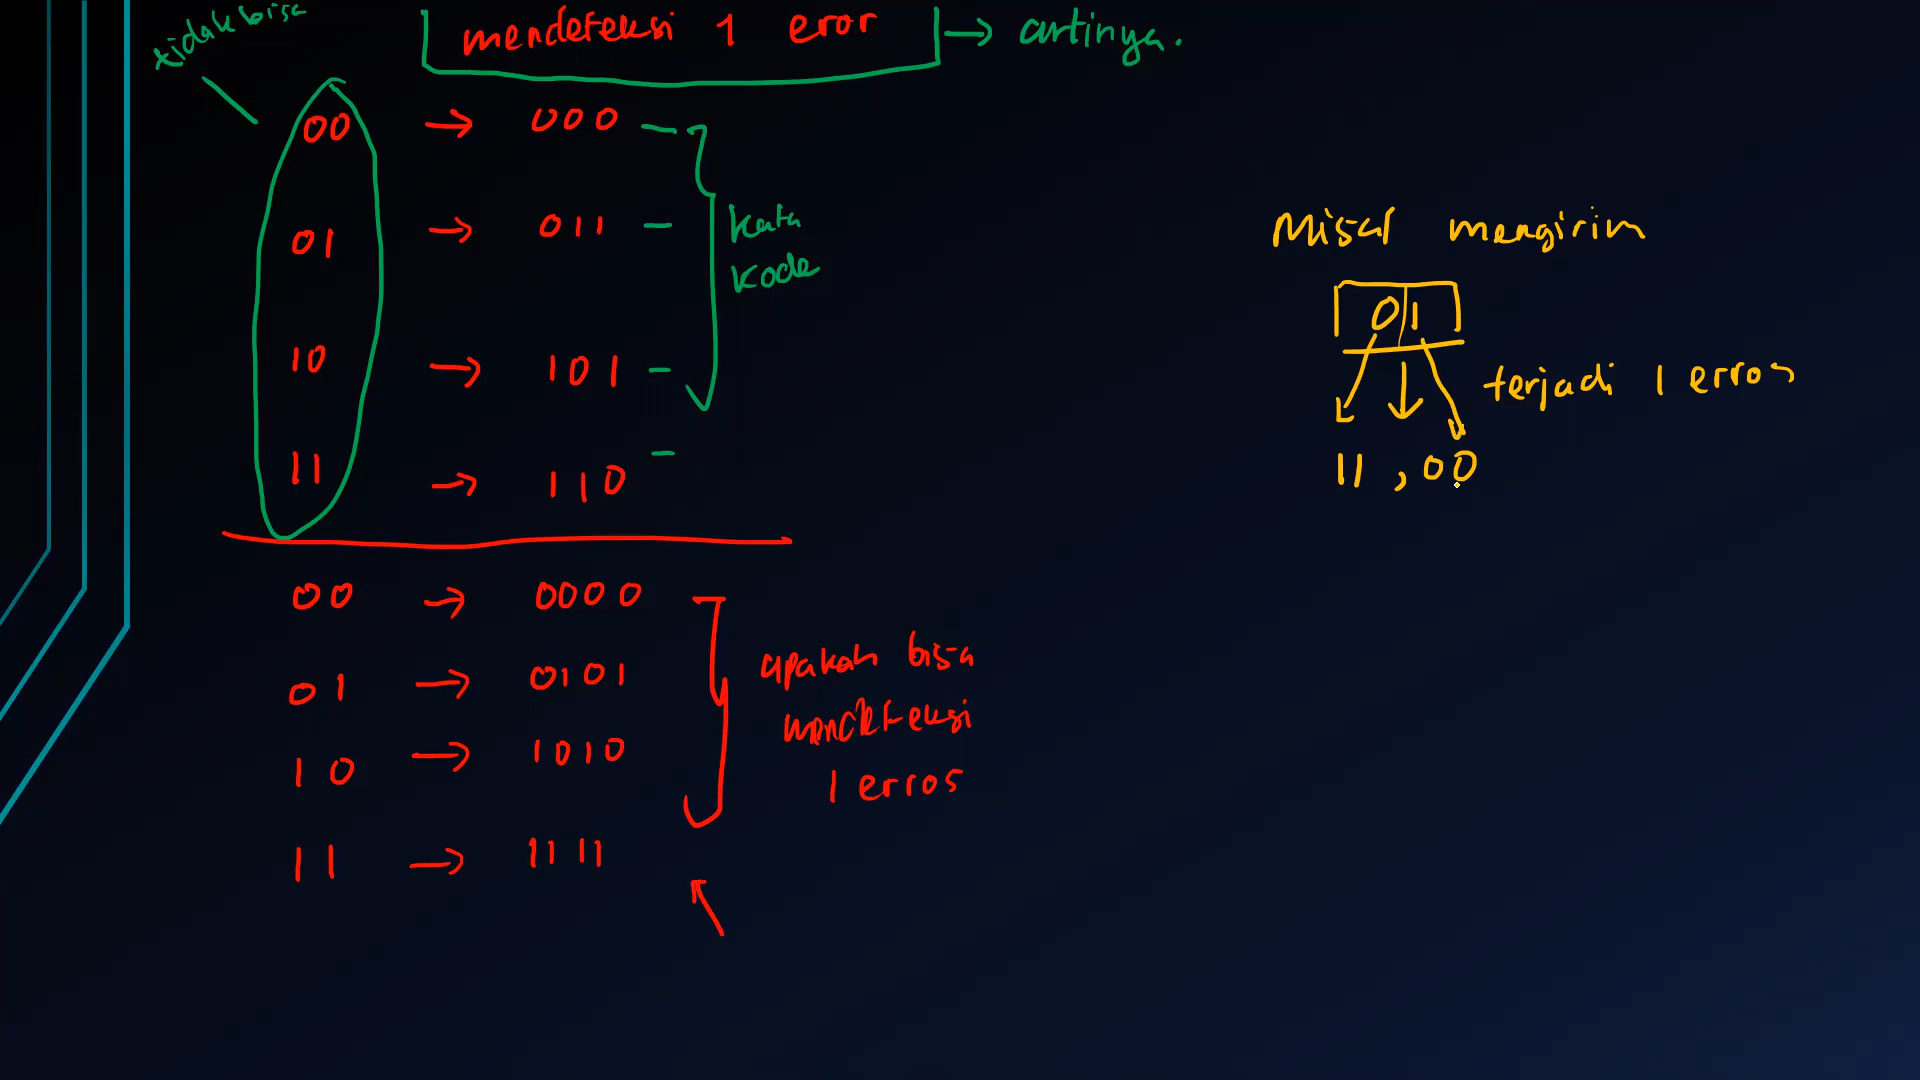 tidak bisa
mendeteksi 1 eror → artinya.
00 → 000
01 → 011
10 → 101
11 → 110
kata
kode
00 → 0000
01 → 0101
10 → 1010
11 → 1111
apakah bisa
mendeteksi
1 erros
Misal mengirim
01
terjadi 1 erros
11 , 00